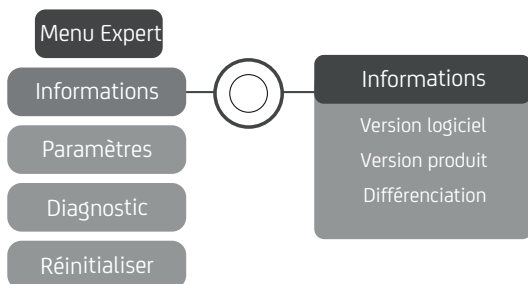 Menu Expert
Informations
Paramètres
Diagnostic
Réinitialiser
Informations
Version logiciel
Version produit
Différenciation